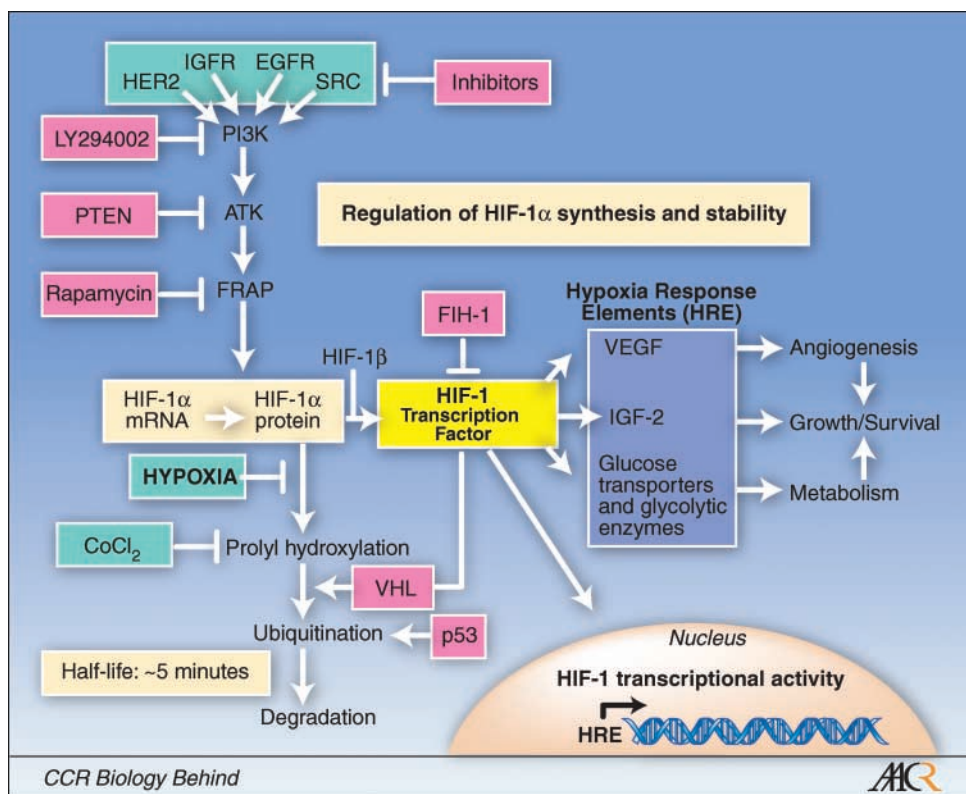 IGFR EGFR
HER2 SRC
Inhibitors
LY294002
PI3K
PTEN
ATK
Regulation of HIF-1α synthesis and stability
Rapamycin
FRAP
FIH-1
Hypoxia Response
Elements (HRE)
HIF-1β
VEGF
Angiogenesis
HIF-1α
mRNA
HIF-1α
protein
HIF-1
Transcription
Factor
IGF-2
Growth/Survival
HYPOXIA
Glucose
transporters
and glycolytic
enzymes
Metabolism
CoCl₂
Prolyl hydroxylation
VHL
Ubiquitination
p53
Half-life: ~5 minutes
Degradation
Nucleus
HIF-1 transcriptional activity
HRE
CCR Biology Behind
AACR